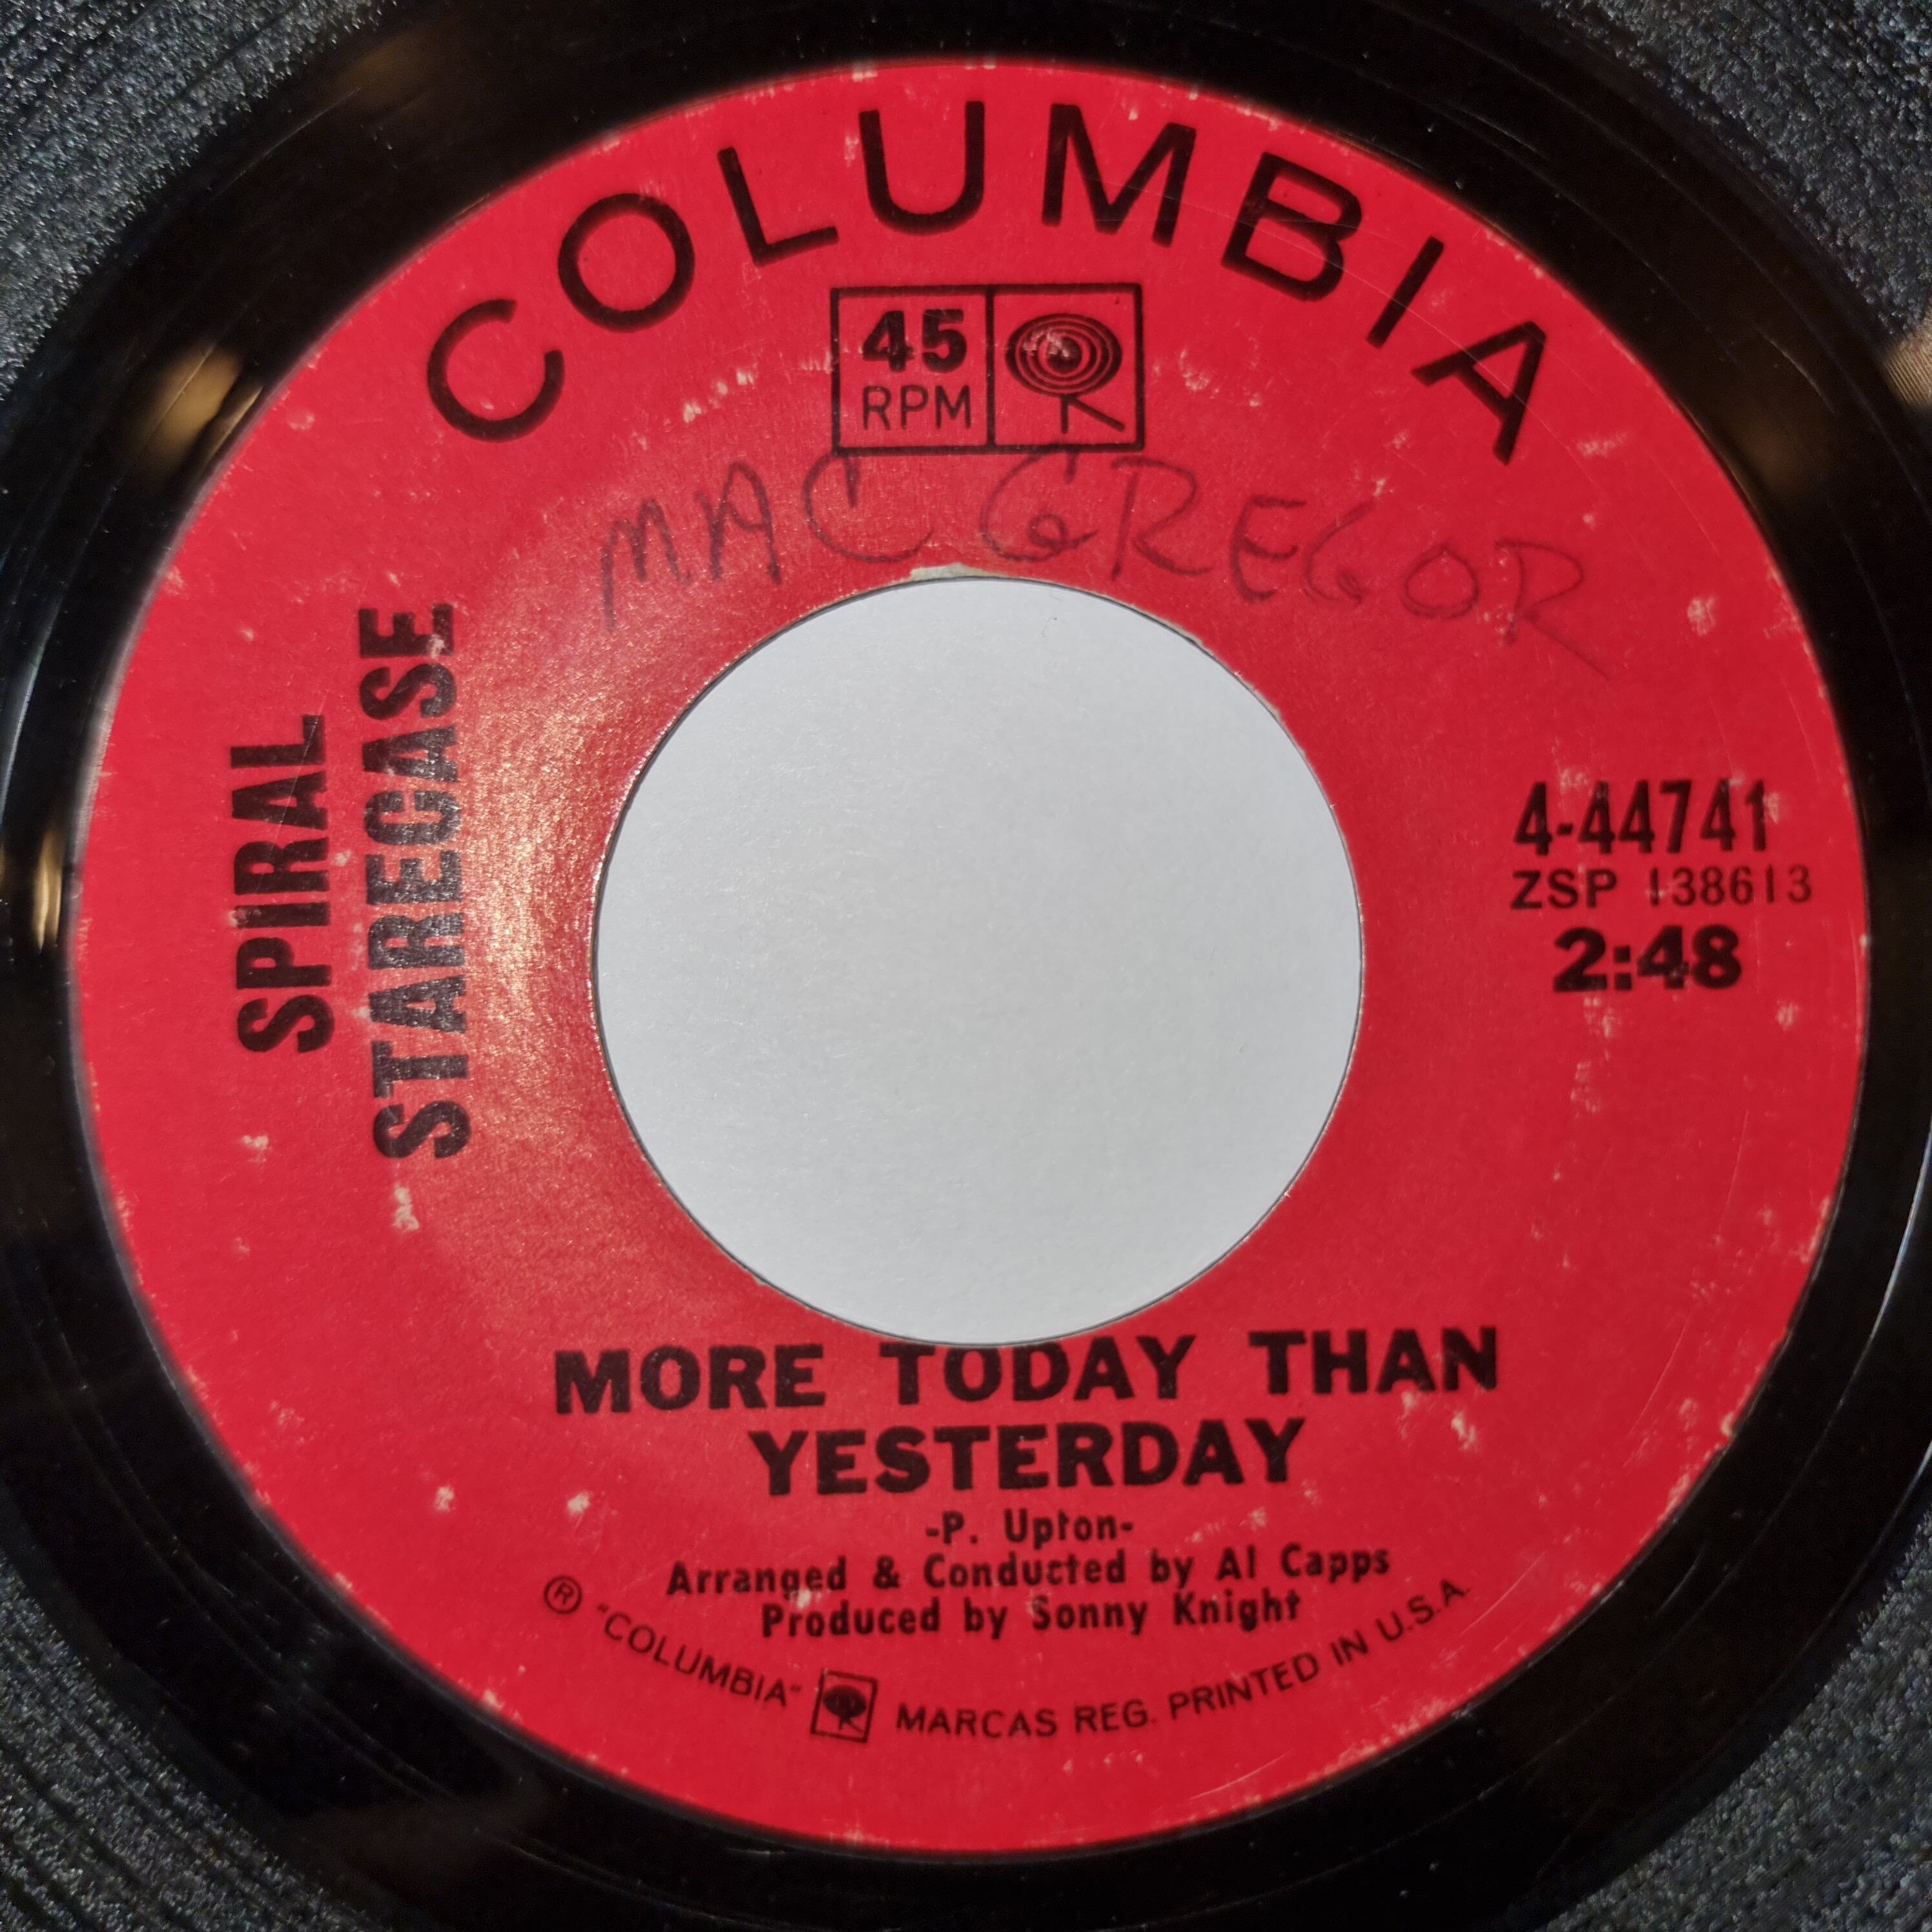 COLUMBIA
45
RPM
MAC GREGOR
SPIRAL
STARECASE
4-44741
ZSP 138613
2:48
MORE TODAY THAN
YESTERDAY
-P. Upton-
Arranged & Conducted by Al Capps
Produced by Sonny Knight
® "COLUMBIA" MARCAS REG. PRINTED IN U.S.A.